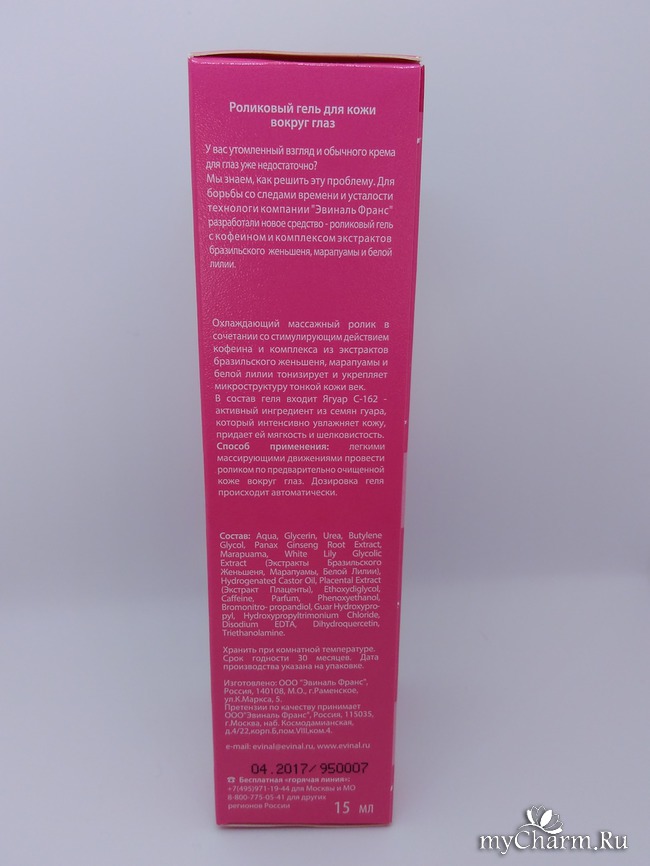 Роликовый гель для кожи
вокруг глаз
У вас утомленный взгляд и обычного крема
для глаз уже недостаточно?
Мы знаем, как решить эту проблему. Для
борьбы со следами времени и усталости
технологи компании "Эвиналь Франс"
разработали новое средство - роликовый гель
с кофеином и комплексом экстрактов
бразильского женьшеня, марапуамы и белой
лилии.
Охлаждающий массажный ролик в
сочетании со стимулирующим действием
кофеина и комплекса из экстрактов
бразильского женьшеня, марапуамы и
белой лилии тонизирует и укрепляет
микроструктуру тонкой кожи век.
В состав геля входит Ягуар С-162 -
активный ингредиент из семян гуара,
который интенсивно увлажняет кожу,
придает ей мягкость и шелковистость.
Способ применения: легкими
массирующими движениями провести
роликом по предварительно очищенной
коже вокруг глаз. Дозировка геля
происходит автоматически.
Состав: Aqua, Glycerin, Urea, Butylene
Glycol, Panax Ginseng Root Extract,
Marapuama, White Lily Glycolic
Extract (Экстракты Бразильского
Женьшеня, Марапуамы, Белой Лилии),
Hydrogenated Castor Oil, Placental Extract
(Экстракт Плаценты), Ethoxydiglycol,
Caffeine, Parfum, Phenoxyethanol,
Bromonitro- propandiol, Guar Hydroxypro-
pyl, Hydroxypropyltrimonium Chloride,
Disodium EDTA, Dihydroquercetin,
Triethanolamine.
Хранить при комнатной температуре.
Срок годности 30 месяцев. Дата
производства указана на упаковке.
Изготовлено: ООО "Эвиналь Франс",
Россия, 140108, М.О., г.Раменское,
ул.К.Маркса, 5.
Претензии по качеству принимает
ООО"Эвиналь Франс", Россия, 115035,
г.Москва, наб. Космодамианская,
д.4/22,корп.Б,пом.VIII,ком.4.
e-mail: evinal@evinal.ru, www.evinal.ru
04.2017/ 950007
☎ Бесплатная «горячая линия»:
+7(495)971-19-44 для Москвы и МО
8-800-775-05-41 для других
регионов России
15 мл
myCharm.Ru